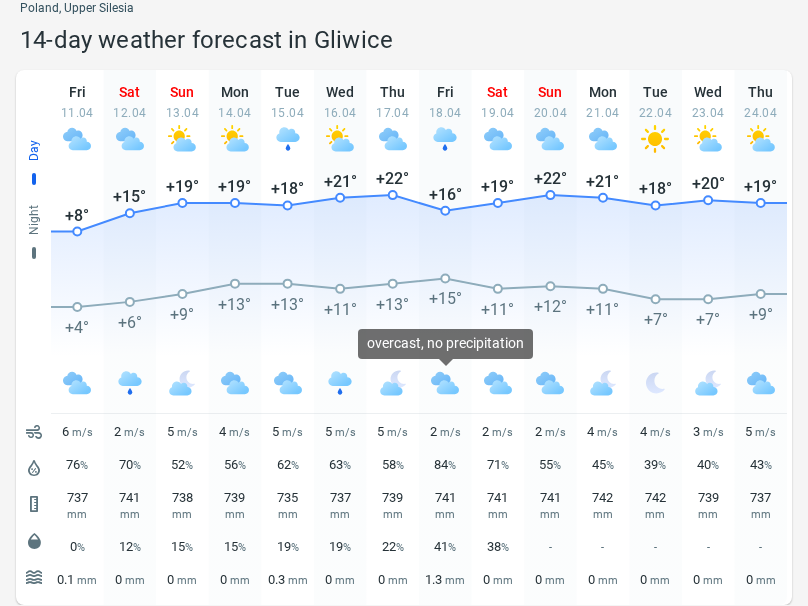 Poland, Upper Silesia
14-day weather forecast in Gliwice
Fri Sat Sun Mon Tue Wed Thu Fri Sat Sun Mon Tue Wed Thu
11.04 12.04 13.04 14.04 15.04 16.04 17.04 18.04 19.04 20.04 21.04 22.04 23.04 24.04
Day
+8° +15° +19° +19° +18° +21° +22° +16° +19° +22° +21° +18° +20° +19°
Night
+4° +6° +9° +13° +13° +11° +13° +15° +11° +12° +11° +7° +7° +9°
overcast, no precipitation
6 m/s 2 m/s 5 m/s 4 m/s 5 m/s 5 m/s 5 m/s 2 m/s 2 m/s 2 m/s 4 m/s 4 m/s 3 m/s 5 m/s
76% 70% 52% 56% 62% 63% 58% 84% 71% 55% 45% 39% 40% 43%
737 741 738 739 735 737 739 741 741 741 742 742 739 737
mm mm mm mm mm mm mm mm mm mm mm mm mm mm
0% 12% 15% 15% 19% 19% 22% 41% 38% - - - - -
0.1 mm 0 mm 0 mm 0 mm 0.3 mm 0 mm 0 mm 1.3 mm 0 mm 0 mm 0 mm 0 mm 0 mm 0 mm